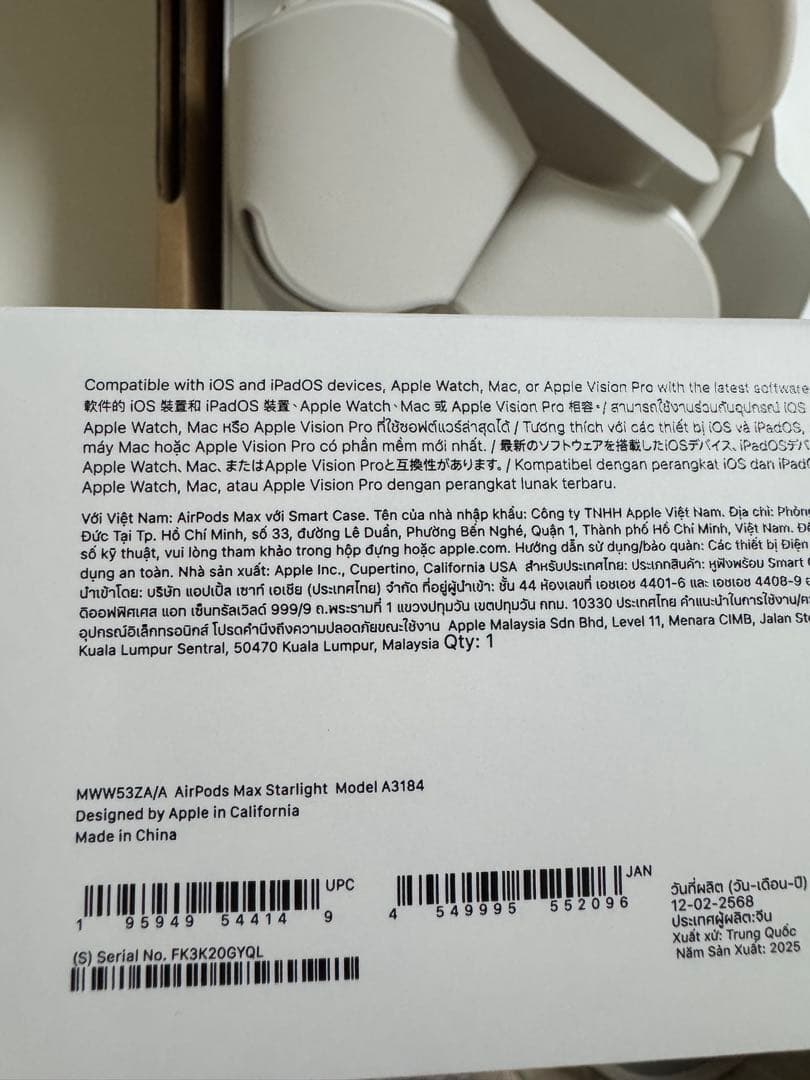 Compatible with iOS and iPadOS devices, Apple Watch, Mac, or Apple Vision Pro with the latest software
軟件的 iOS 裝置和 iPadOS 裝置、Apple Watch、Mac 或 Apple Vision Pro 相容。/ สามารถใช้งานร่วมกับอุปกรณ์ iOS
Apple Watch, Mac หรือ Apple Vision Pro ที่ใช้ซอฟต์แวร์ล่าสุดได้ / Tương thích với các thiết bị iOS và iPadOS,
máy Mac hoặc Apple Vision Pro có phần mềm mới nhất. / 最新のソフトウェアを搭載したiOSデバイス、iPadOSデバ
Apple Watch、Mac、またはApple Vision Proと互換性があります。/ Kompatibel dengan perangkat iOS dan iPad
Apple Watch, Mac, atau Apple Vision Pro dengan perangkat lunak terbaru.
Với Việt Nam: AirPods Max với Smart Case. Tên của nhà nhập khẩu: Công ty TNHH Apple Việt Nam. Địa chỉ: Phòng
Đức Tại Tp. Hồ Chí Minh, số 33, đường Lê Duẩn, Phường Bến Nghé, Quận 1, Thành phố Hồ Chí Minh, Việt Nam.
số kỹ thuật, vui lòng tham khảo trong hộp đựng hoặc apple.com. Hướng dẫn sử dụng/bảo quản: Các thiết bị Điện
dụng an toàn. Nhà sản xuất: Apple Inc., Cupertino, California USA สำหรับประเทศไทย: ประเภทสินค้า: หูฟังพร้อม Smart
นำเข้าโดย: บริษัท แอปเปิ้ล เซาท์ เอเชีย (ประเทศไทย) จำกัด ที่อยู่ผู้นำเข้า: ชั้น 44 ห้องเลขที่ เอชเอช 4401-6 และ เอชเอช 4408-9
ดิออฟฟิศเศส แอท เซ็นทรัลเวิลด์ 999/9 ถ.พระรามที่ 1 แขวงปทุมวัน เขตปทุมวัน กทม. 10330 ประเทศไทย คำแนะนำในการใช้งาน/
อุปกรณ์อิเล็กทรอนิกส์ โปรดคำนึงถึงความปลอดภัยขณะใช้งาน Apple Malaysia Sdn Bhd, Level 11, Menara CIMB, Jalan
Kuala Lumpur Sentral, 50470 Kuala Lumpur, Malaysia Qty: 1
MWW53ZA/A AirPods Max Starlight Model A3184
Designed by Apple in California
Made in China
UPC
1 95949 54414 9
JAN
4 549995 552096
(S) Serial No. FK3K20GYQL
วันที่ผลิต (วัน-เดือน-ปี)
12-02-2568
ประเทศผู้ผลิต:จีน
Xuất xứ: Trung Quốc
Năm Sản Xuất: 2025